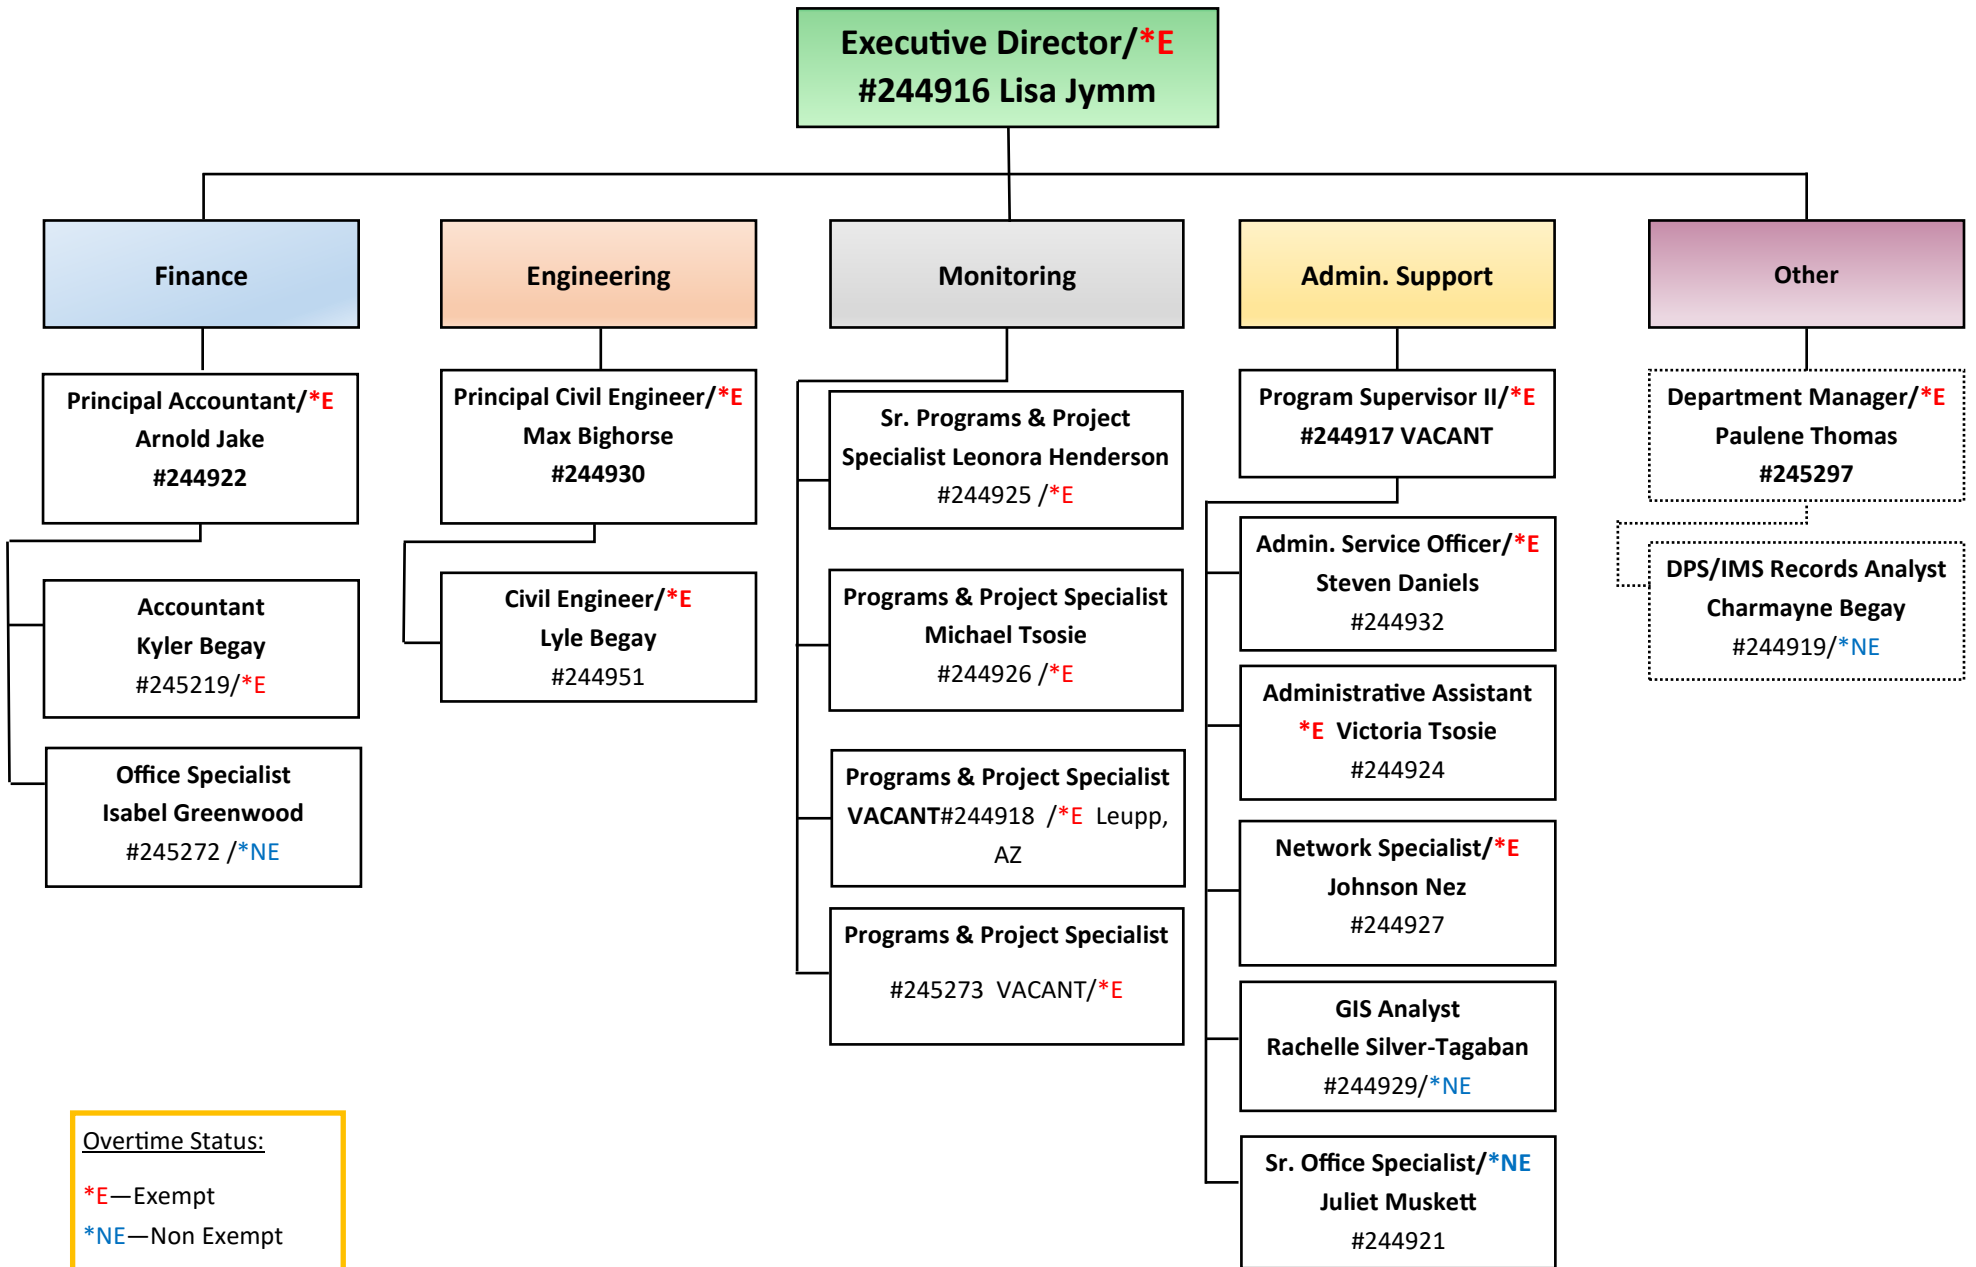 Executive Director/*E
#244916 Lisa Jymm
Finance
Engineering
Monitoring
Admin. Support
Other
Principal Accountant/*E
Arnold Jake
#244922
Accountant
Kyler Begay
#245219/*E
Office Specialist
Isabel Greenwood
#245272 /*NE
Principal Civil Engineer/*E
Max Bighorse
#244930
Civil Engineer/*E
Lyle Begay
#244951
Sr. Programs & Project
Specialist Leonora Henderson
#244925 /*E
Programs & Project Specialist
Michael Tsosie
#244926 /*E
Programs & Project Specialist
VACANT#244918 /*E Leupp,
AZ
Programs & Project Specialist
#245273 VACANT/*E
Program Supervisor II/*E
#244917 VACANT
Admin. Service Officer/*E
Steven Daniels
#244932
Administrative Assistant
*E Victoria Tsosie
#244924
Network Specialist/*E
Johnson Nez
#244927
GIS Analyst
Rachelle Silver-Tagaban
#244929/*NE
Sr. Office Specialist/*NE
Juliet Muskett
#244921
Department Manager/*E
Paulene Thomas
#245297
DPS/IMS Records Analyst
Charmayne Begay
#244919/*NE
Overtime Status:
*E—Exempt
*NE—Non Exempt